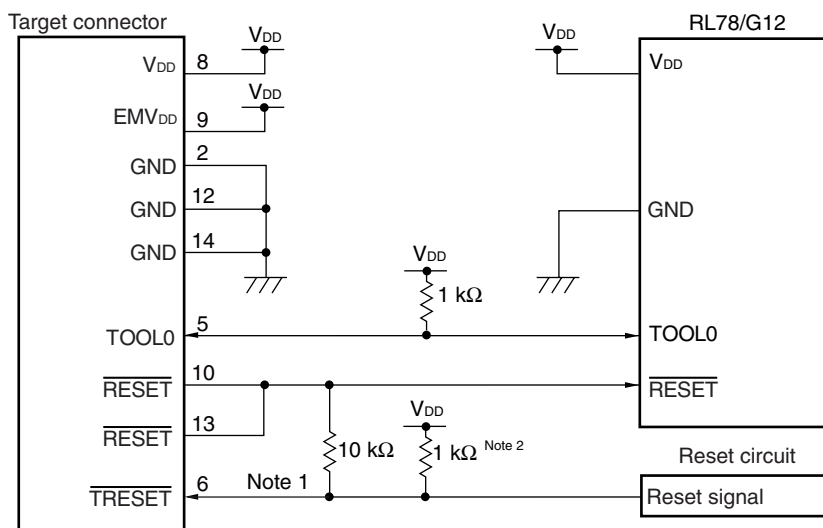 Target connector
RL78/G12
VDD
VDD
VDD 8
VDD
VDD
EMVDD 9
GND 2
GND 12
GND
GND 14
VDD
1 kΩ
TOOL0 5
TOOL0
RESET 10
RESET
RESET 13
VDD
10 kΩ
1 kΩ Note 2
Reset circuit
TRESET 6 Note 1
Reset signal